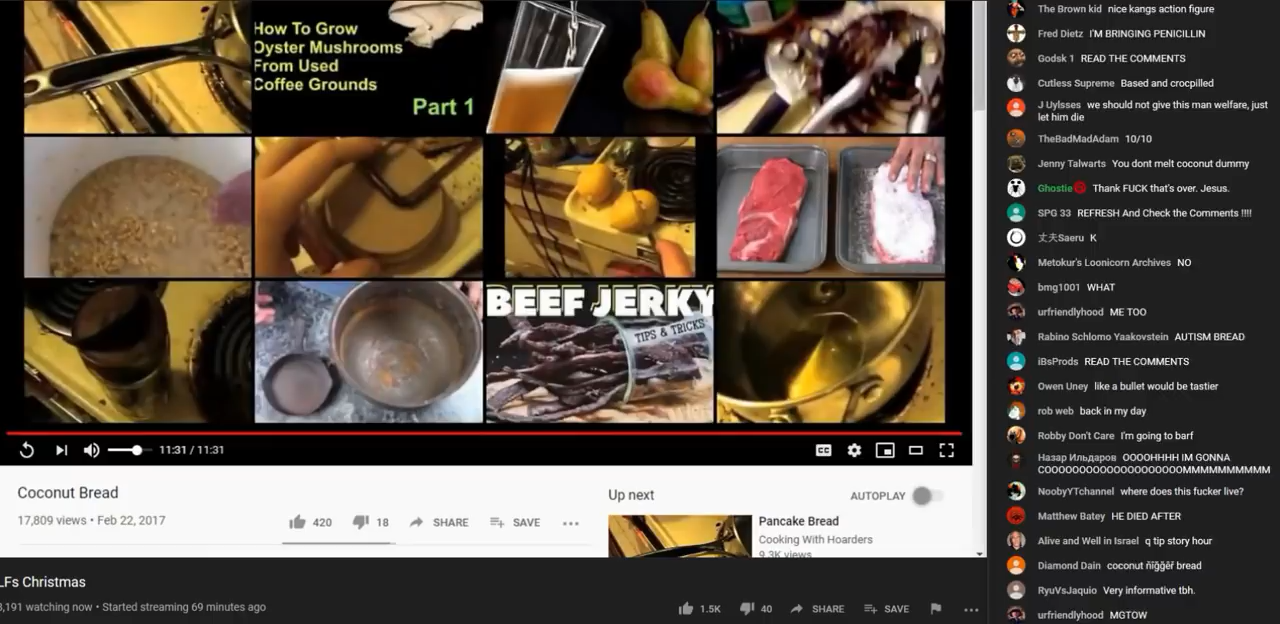 How To Grow
Oyster Mushrooms
From Used
Coffee Grounds
Part 1
BEEF JERKY
TIPS & TRICKS
11:31 / 11:31
Coconut Bread
17,809 views • Feb 22, 2017
420
18
SHARE
SAVE
Up next
AUTOPLAY
Pancake Bread
Cooking With Hoarders
9.3K views
LFs Christmas
3,191 watching now • Started streaming 69 minutes ago
1.5K
40
SHARE
SAVE
The Brown kid nice kangs action figure
Fred Dietz I'M BRINGING PENICILLIN
Godsk 1 READ THE COMMENTS
Cutless Supreme Based and crocpilled
J Uylsses we should not give this man welfare, just
let him die
TheBadMadAdam 10/10
Jenny Talwarts You dont melt coconut dummy
Ghostie Thank FUCK that's over. Jesus.
SPG 33 REFRESH And Check the Comments !!!!
丈夫Saeru K
Metokur's Loonicorn Archives NO
bmg1001 WHAT
urfriendlyhood ME TOO
Rabino Schlomo Yaakovstein AUTISM BREAD
iBsProds READ THE COMMENTS
Owen Uney like a bullet would be tastier
rob web back in my day
Robby Don't Care I'm going to barf
Назар Ильдаров OOOOHHHH IM GONNA
COOOOOOOOOOOOOOOOOOOOMMMMMMMMMM
NoobyYTchannel where does this fucker live?
Matthew Batey HE DIED AFTER
Alive and Well in Israel q tip story hour
Diamond Dain coconut ñïğğêř bread
RyuVsJaquio Very informative tbh.
urfriendlyhood MGTOW